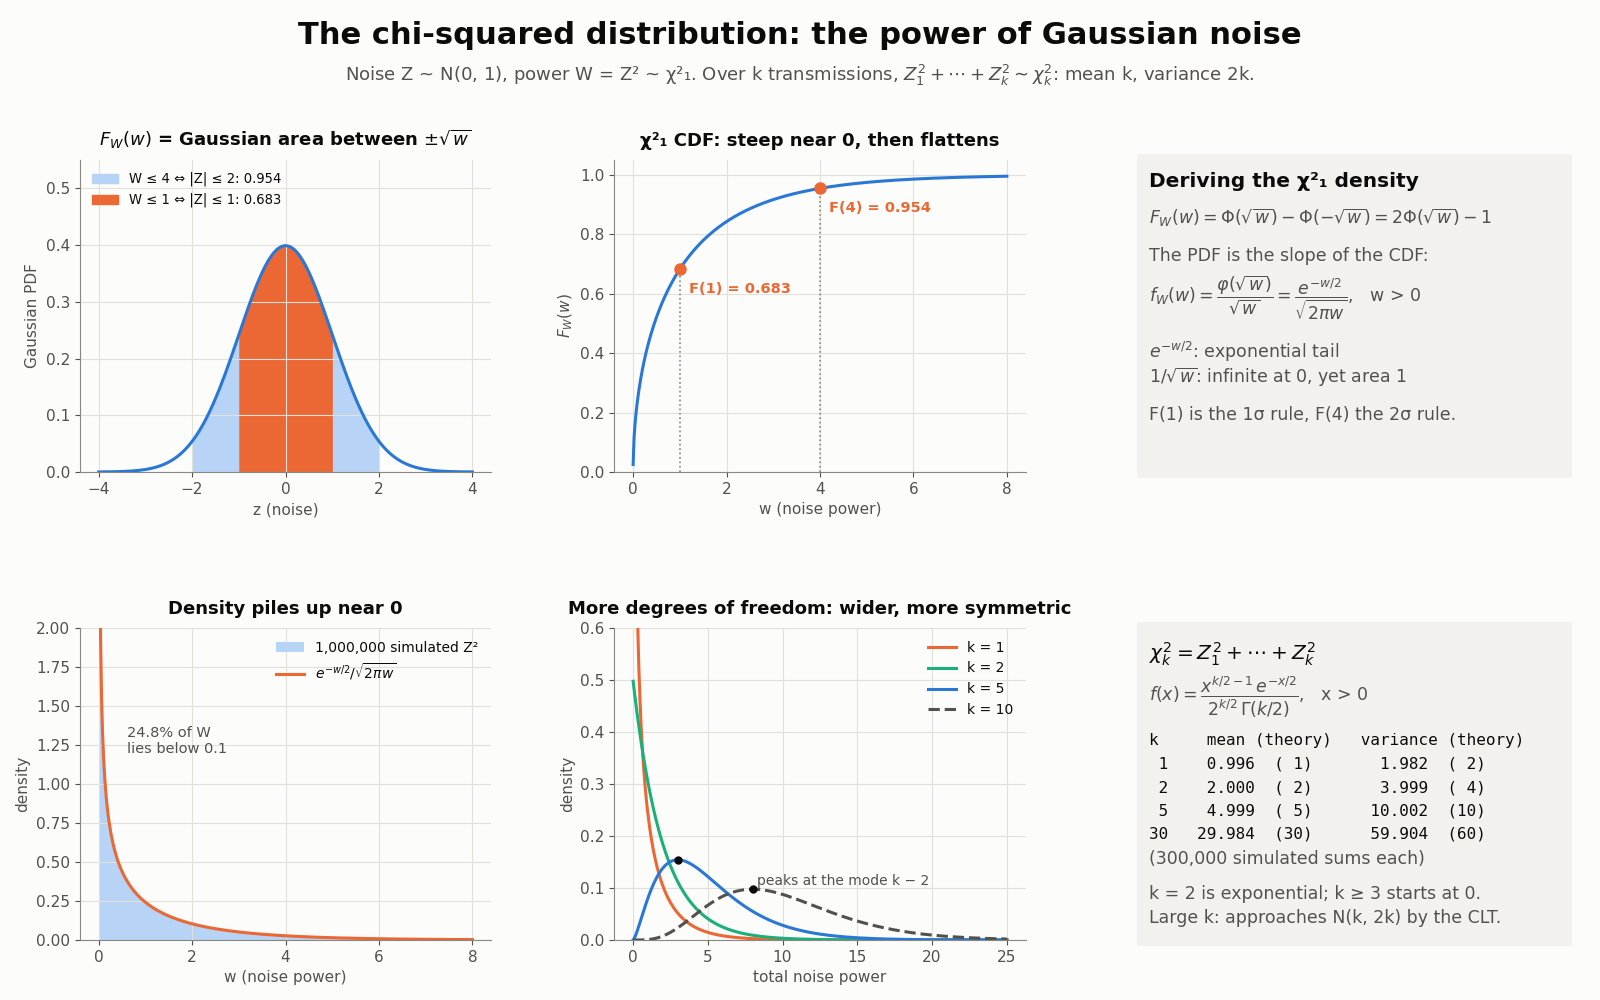 The chi-squared distribution: the power of Gaussian noise
Noise Z ~ N(0, 1), power W = Z² ~ χ²₁. Over k transmissions, Z₁² + ⋯ + Zₖ² ~ χₖ²: mean k, variance 2k.
F_W(w) = Gaussian area between ±√w
W ≤ 4 ⇔ |Z| ≤ 2: 0.954
W ≤ 1 ⇔ |Z| ≤ 1: 0.683
Gaussian PDF
0.5
0.4
0.3
0.2
0.1
0.0
−4 −2 0 2 4
z (noise)
χ²₁ CDF: steep near 0, then flattens
F_W(w)
1.0
0.8
0.6
0.4
0.2
0.0
F(4) = 0.954
F(1) = 0.683
0 2 4 6 8
w (noise power)
Deriving the χ²₁ density
F_W(w) = Φ(√w) − Φ(−√w) = 2Φ(√w) − 1
The PDF is the slope of the CDF:
f_W(w) = φ(√w)/√w = e^(−w/2)/√(2πw), w > 0
e^(−w/2): exponential tail
1/√w: infinite at 0, yet area 1
F(1) is the 1σ rule, F(4) the 2σ rule.
Density piles up near 0
density
2.00
1.75
1.50
1.25
1.00
0.75
0.50
0.25
0.00
1,000,000 simulated Z²
e^(−w/2)/√(2πw)
24.8% of W
lies below 0.1
0 2 4 6 8
w (noise power)
More degrees of freedom: wider, more symmetric
density
0.6
0.5
0.4
0.3
0.2
0.1
0.0
k = 1
k = 2
k = 5
k = 10
peaks at the mode k − 2
0 5 10 15 20 25
total noise power
χₖ² = Z₁² + ⋯ + Zₖ²
f(x) = x^(k/2−1) e^(−x/2) / 2^(k/2) Γ(k/2), x > 0
k mean (theory) variance (theory)
1 0.996 ( 1) 1.982 ( 2)
2 2.000 ( 2) 3.999 ( 4)
5 4.999 ( 5) 10.002 (10)
30 29.984 (30) 59.904 (60)
(300,000 simulated sums each)
k = 2 is exponential; k ≥ 3 starts at 0.
Large k: approaches N(k, 2k) by the CLT.